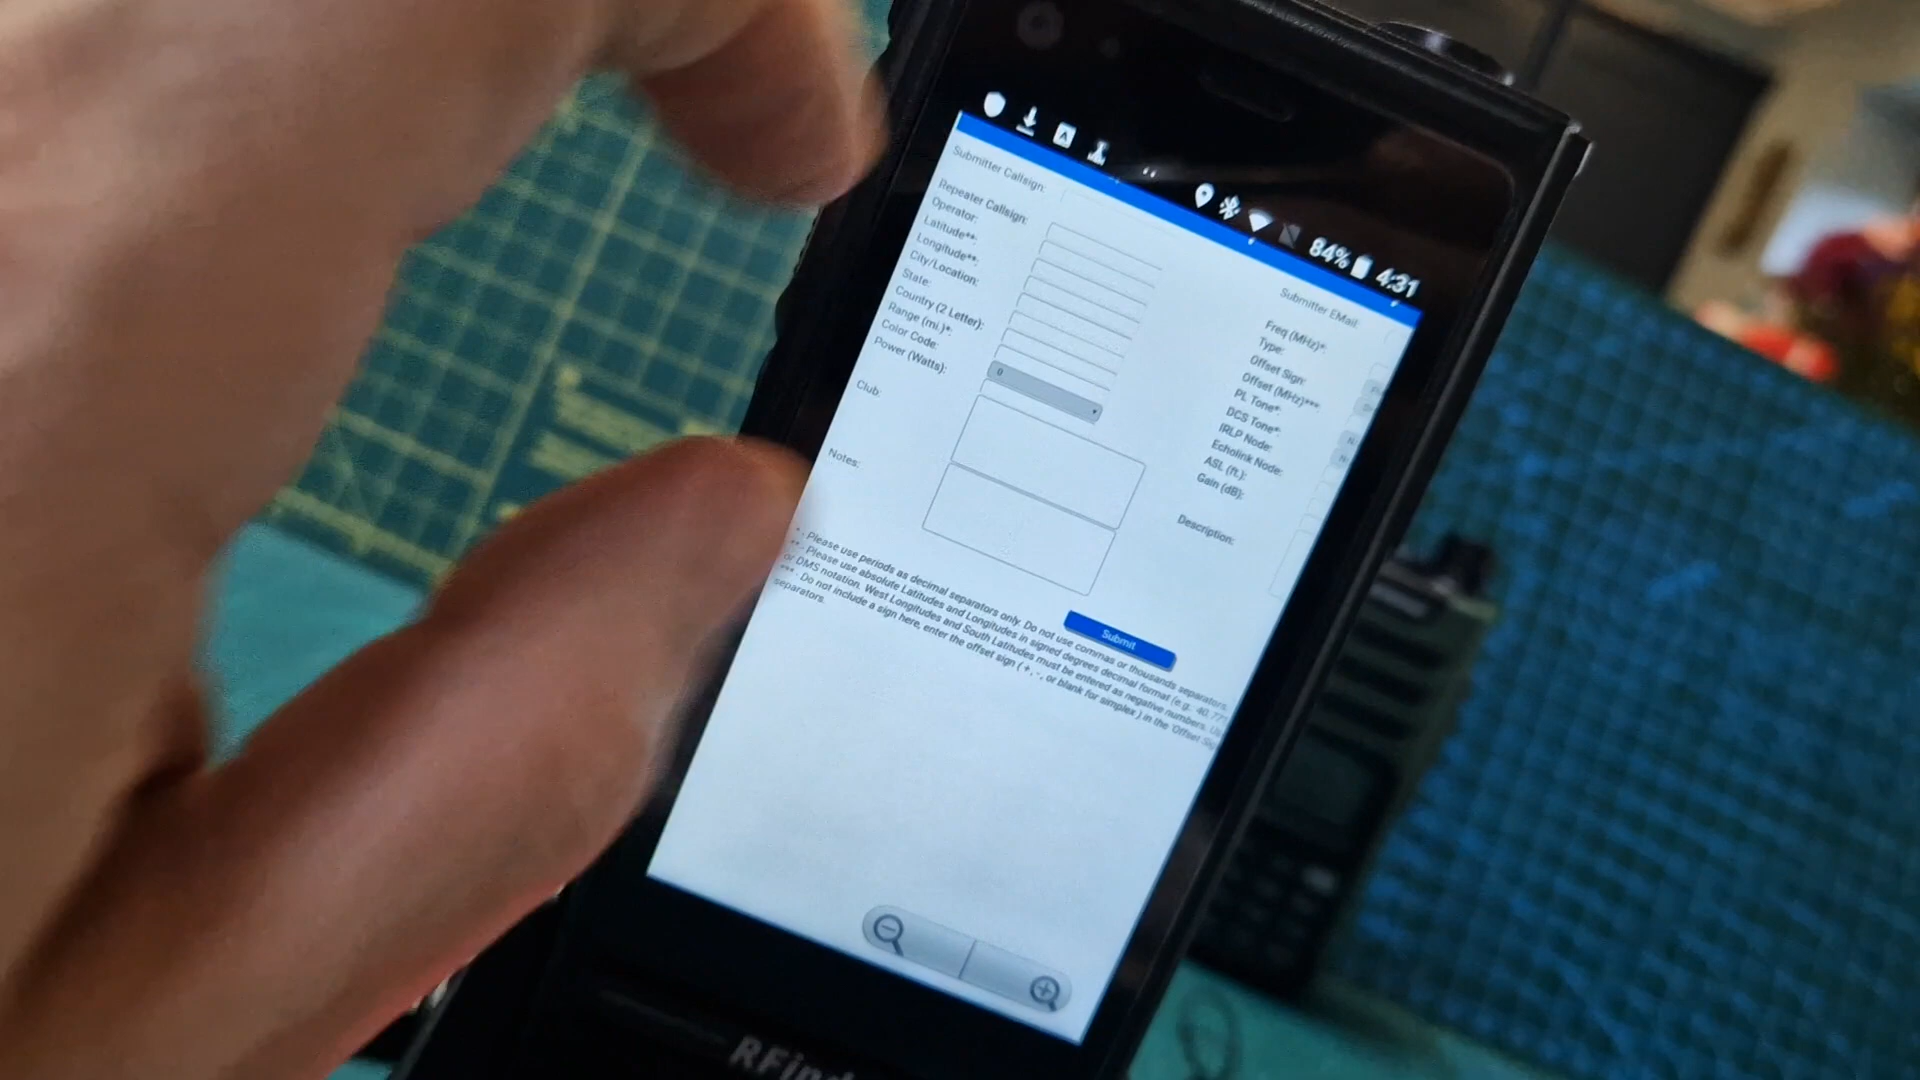 84% 4:31
Submitter Callsign:
Submitter EMail:
Repeater Callsign:
Operator:
Latitude**:
Longitude**:
City/Location:
State:
Country (2 Letter):
Range (mi.)*:
Color Code:
0
Power (Watts):
Club:
Notes:
Freq (MHz)*:
Type:
Offset Sign:
Offset (MHz)***:
PL Tone*:
DCS Tone*:
IRLP Node:
Echolink Node:
ASL (ft.):
Gain (dB):
Description:
Submit
* - Please use periods as decimal separators only. Do not use commas or thousands separators.
** - Please use absolute Latitudes and Longitudes in signed degrees decimal format (e.g. 40.77
or DMS notation. West Longitudes and South Latitudes must be entered as negative numbers.
*** - Do not include a sign here, enter the offset sign ( +, -, or blank for simplex ) in the 'Offset
separators.
RFind